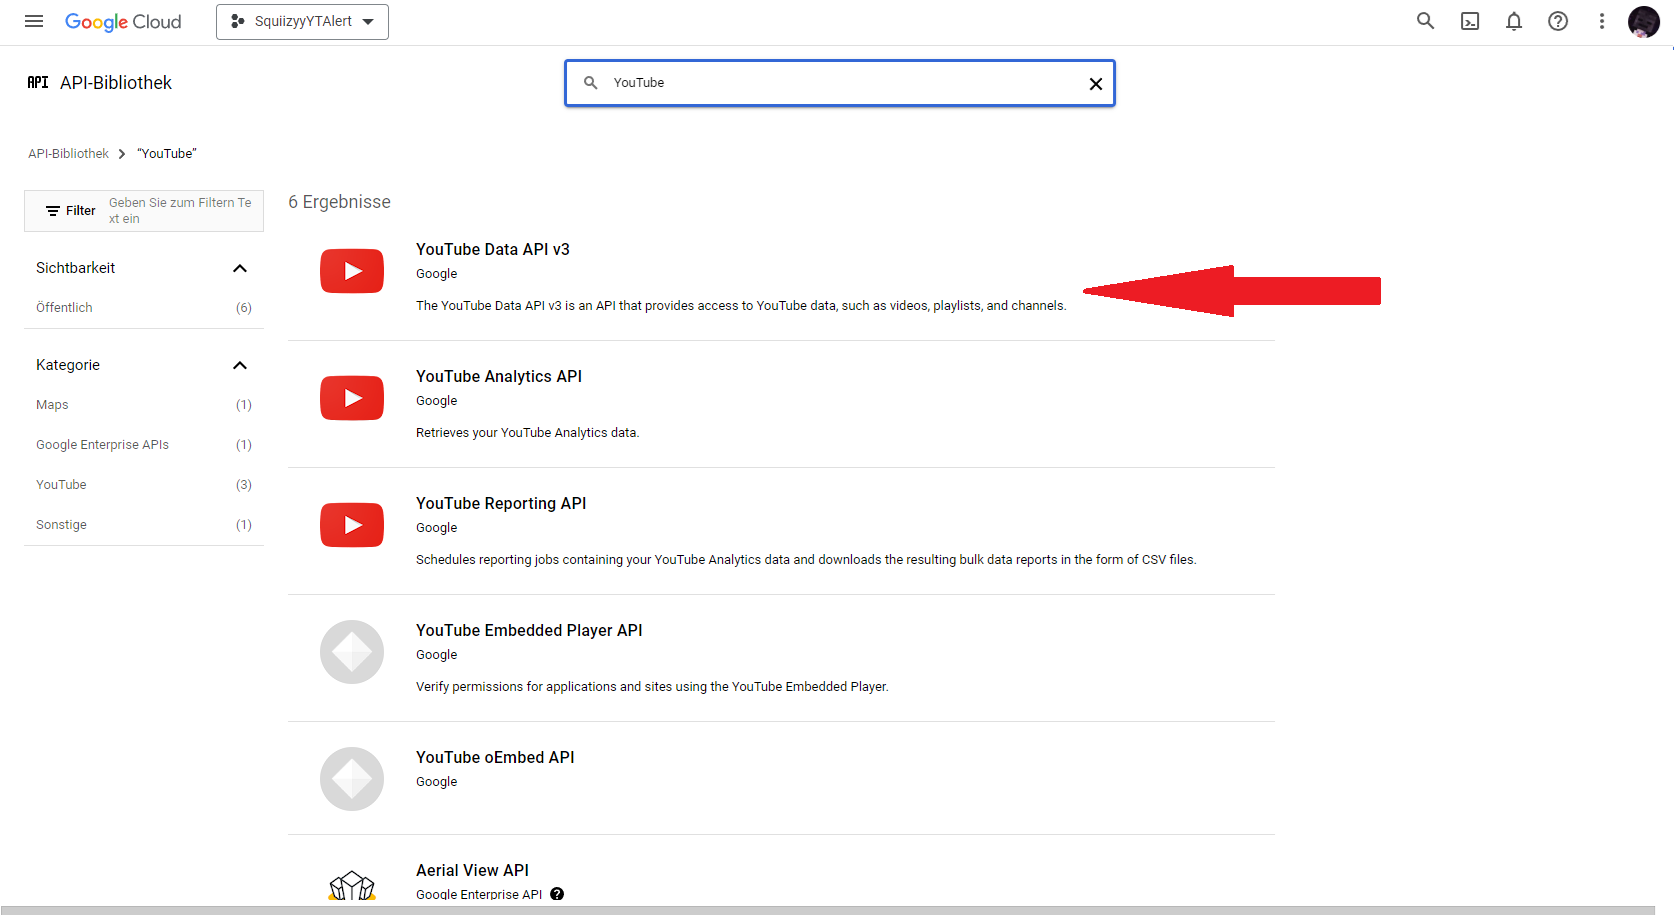 Google Cloud
SquiizyyYTAlert
API API-Bibliothek
YouTube
API-Bibliothek
“YouTube”
Filter
Geben Sie zum Filtern Te
xt ein
Sichtbarkeit
Öffentlich (6)
Kategorie
Maps (1)
Google Enterprise APIs (1)
YouTube (3)
Sonstige (1)
6 Ergebnisse
YouTube Data API v3
Google
The YouTube Data API v3 is an API that provides access to YouTube data, such as videos, playlists, and channels.
YouTube Analytics API
Google
Retrieves your YouTube Analytics data.
YouTube Reporting API
Google
Schedules reporting jobs containing your YouTube Analytics data and downloads the resulting bulk data reports in the form of CSV files.
YouTube Embedded Player API
Google
Verify permissions for applications and sites using the YouTube Embedded Player.
YouTube oEmbed API
Google
Aerial View API
Google Enterprise API